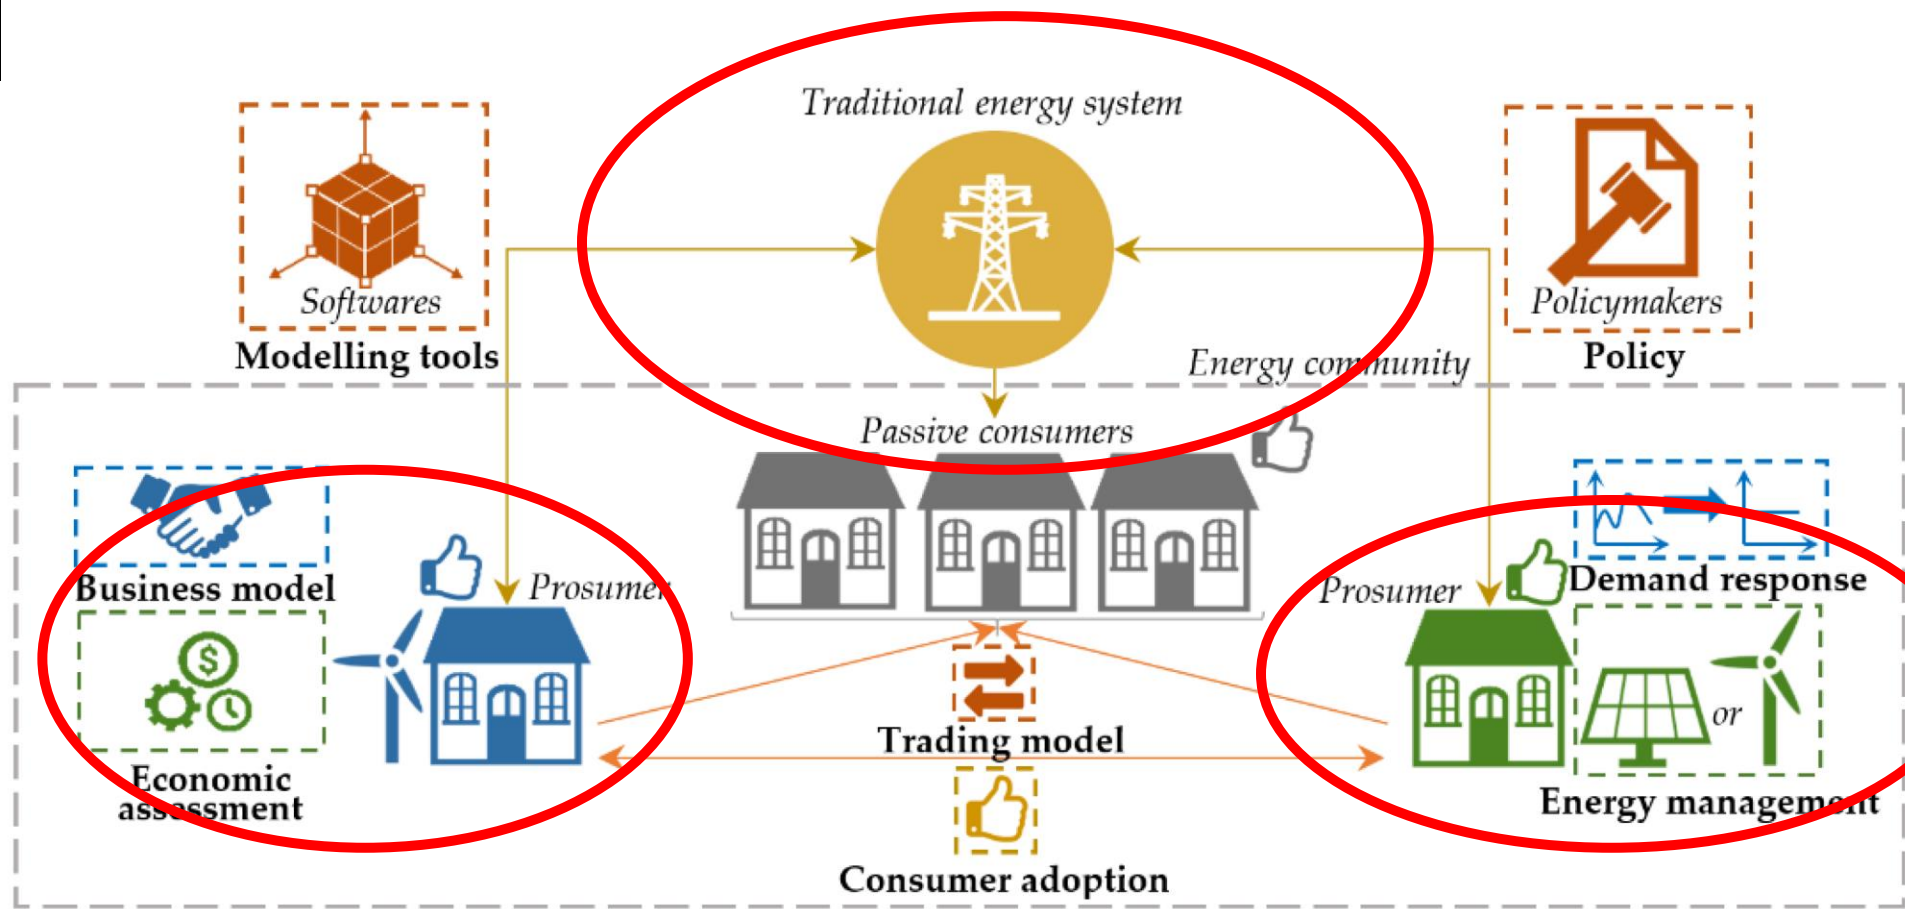 Traditional energy system
Softwares
Modelling tools
Policymakers
Policy
Energy community
Passive consumers
Business model
Prosumer
Prosumer
Demand response
$
or
Trading model
Economic
assessment
Energy management
Consumer adoption